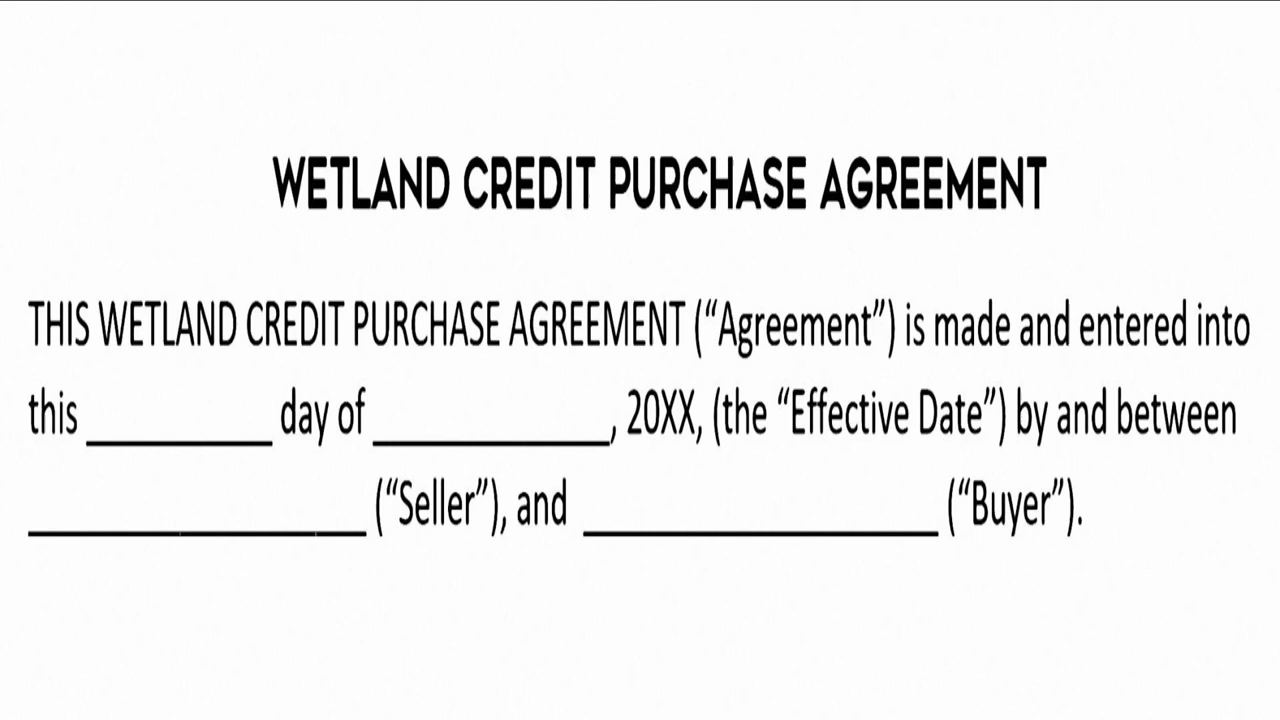 WETLAND CREDIT PURCHASE AGREEMENT
THIS WETLAND CREDIT PURCHASE AGREEMENT (“Agreement”) is made and entered into
this __________ day of _____________, 20XX, (the “Effective Date”) by and between
__________________ (“Seller”), and ___________________ (“Buyer”).